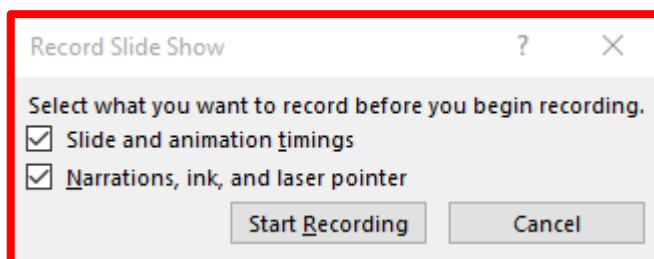 Record Slide Show ?
Select what you want to record before you begin recording.
Slide and animation timings
Narrations, ink, and laser pointer
Start Recording Cancel